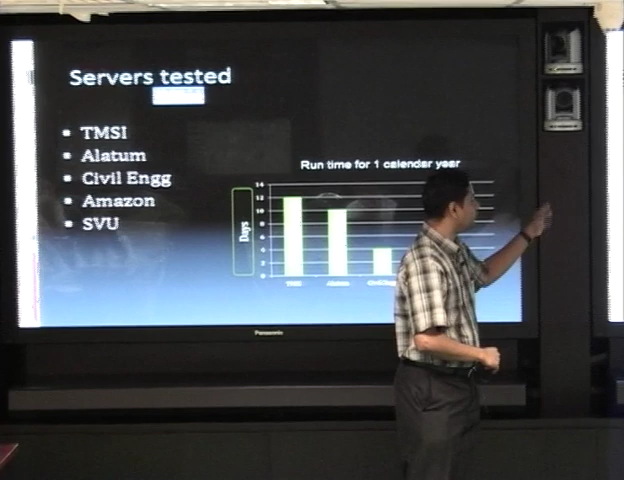 Servers tested
TMSI
Alatum
Civil Engg
Amazon
SVU
Run time for 1 calendar year
Days
14
12
10
8
6
4
2
0
TMSI
Alatum
Panasonic